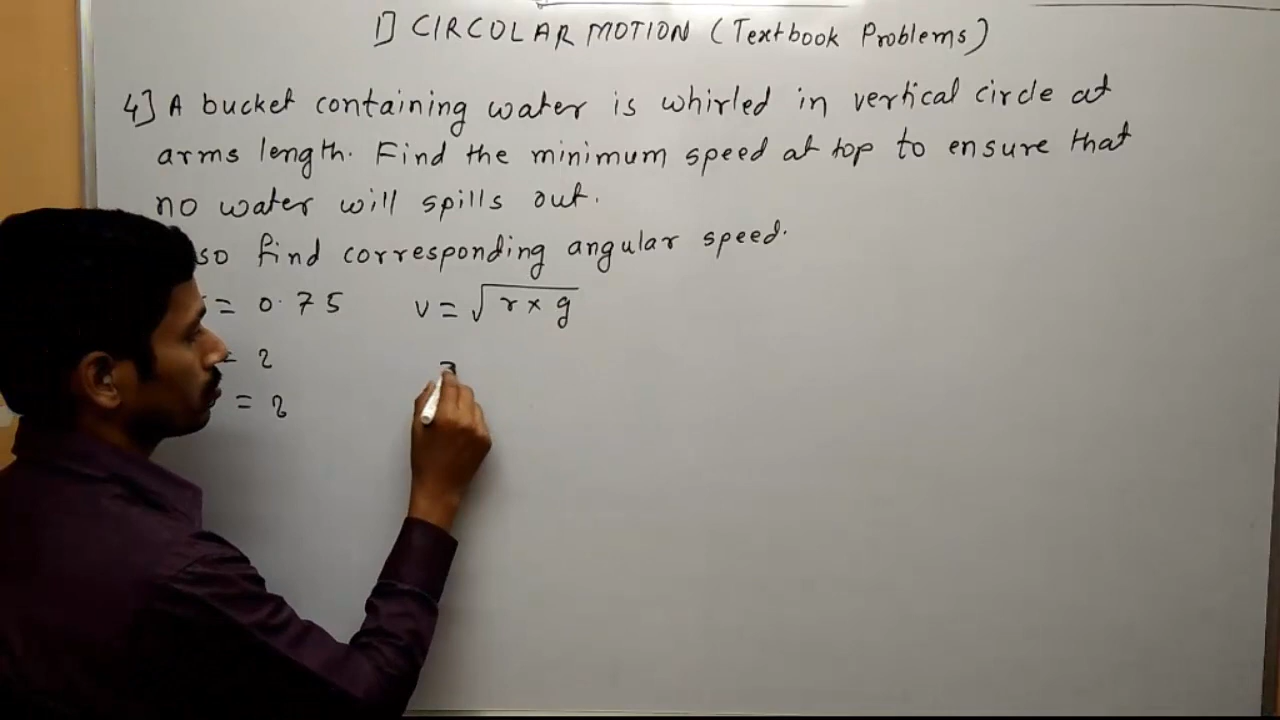 1] CIRCULAR MOTION (Textbook Problems)
4] A bucket containing water is whirled in vertical circle at
arms length. Find the minimum speed at top to ensure that
no water will spills out.
so find corresponding angular speed.
= 0.75 v = √r × g
= ?
= ?